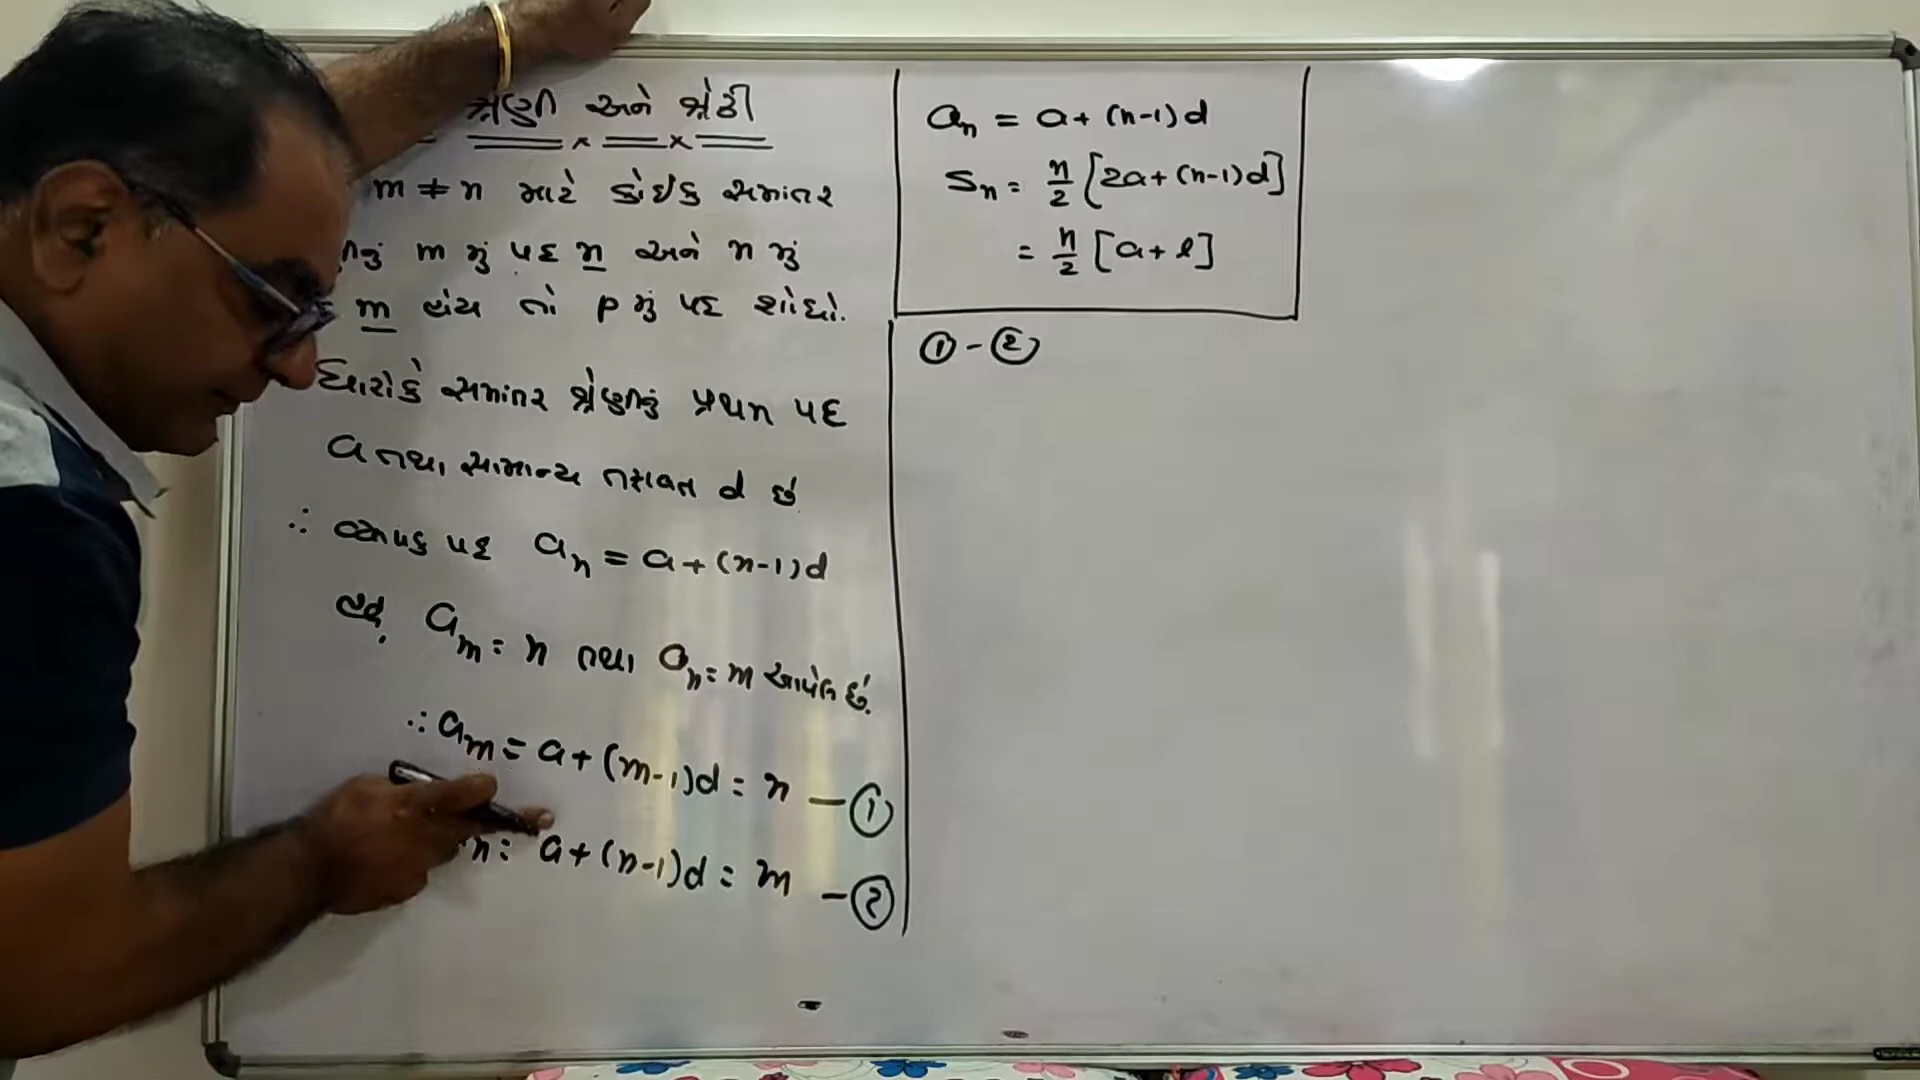 શ્રેણી અને શ્રેઢી
m ≠ n માટે કોઈક સમાંતર
m નું પદ n અને n નું
m હોય તો p નું પદ શોધો.
ધારોકે સમાંતર શ્રેણીનું પ્રથમ પદ
a તથા સામાન્ય તફાવત d છે
∴ વ્યાપક પદ aₙ = a + (n-1)d
હવે, aₘ = n તથા aₙ = m આપેલ છે.
∴ aₘ = a + (m-1)d = n — ①
n = a + (n-1)d = m — ②
aₙ = a + (n-1)d
Sₙ = n/2 [2a + (n-1)d]
= n/2 [a + l]
① - ②